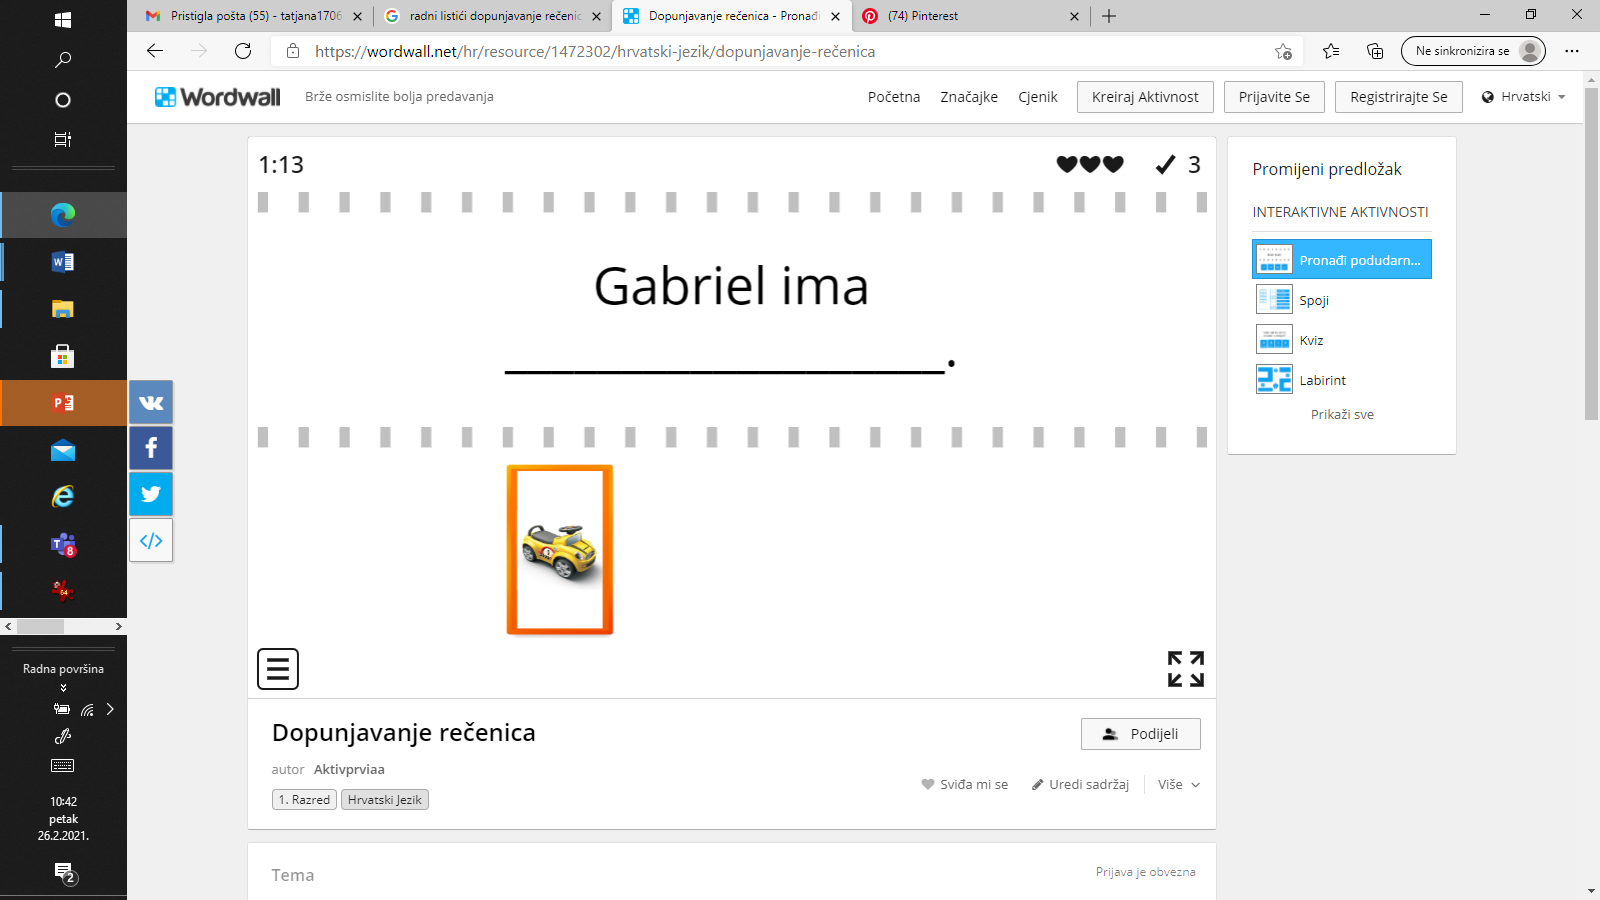 Pristigla pošta (55) - tatjana1706
radni listići dopunjavanje rečenic
Dopunjavanje rečenica - Pronađi
(74) Pinterest
https://wordwall.net/hr/resource/1472302/hrvatski-jezik/dopunjavanje-rečenica
Ne sinkronizira se
Wordwall
Brže osmislite bolja predavanja
Početna
Značajke
Cjenik
Kreiraj Aktivnost
Prijavite Se
Registrirajte Se
Hrvatski
1:13
3
Gabriel ima
___________________.
Promijeni predložak
INTERAKTIVNE AKTIVNOSTI
Pronađi podudarn...
Spoji
Kviz
Labirint
Prikaži sve
Dopunjavanje rečenica
Podijeli
autor Aktivprviaa
Sviđa mi se
Uredi sadržaj
Više
1. Razred
Hrvatski Jezik
Tema
Prijava je obvezna
8
64
Radna površina
10:42
petak
26.2.2021.
2